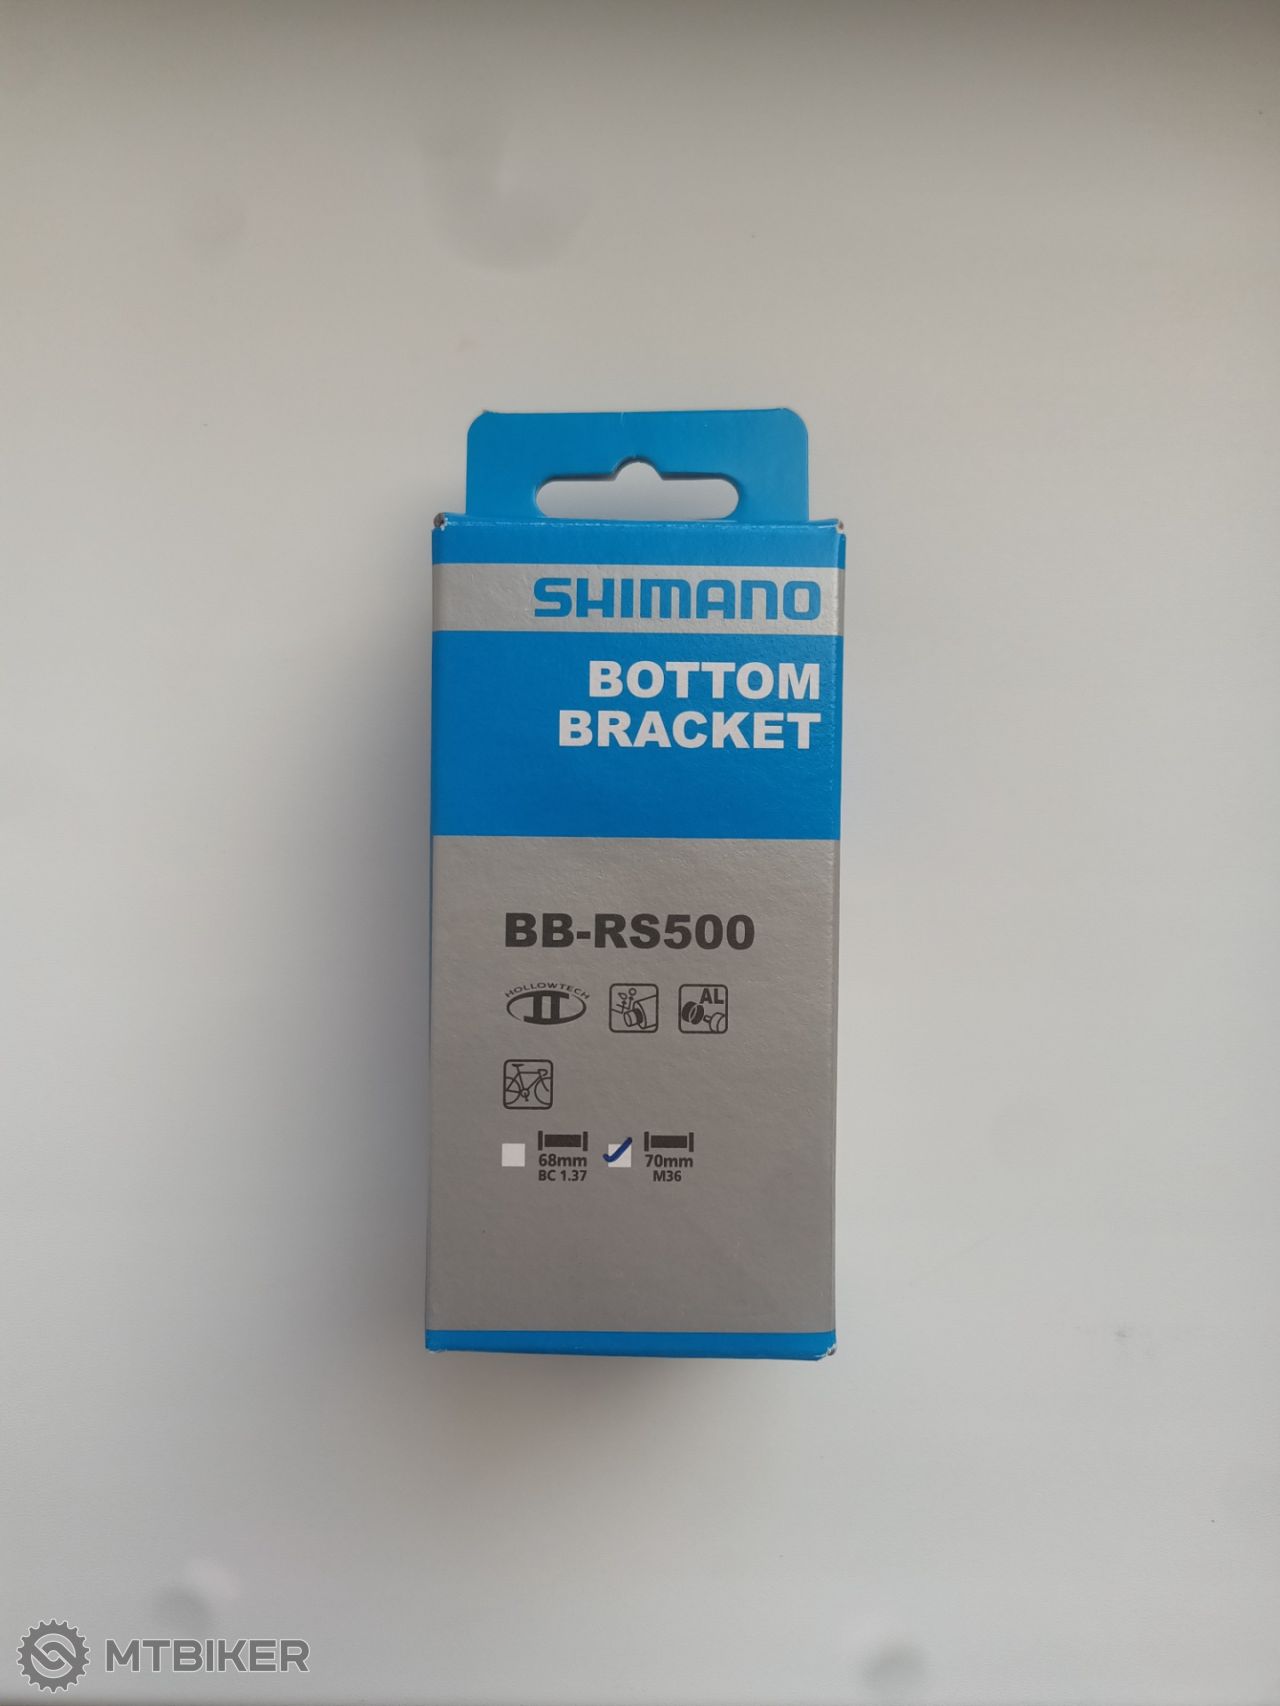 SHIMANO
BOTTOM
BRACKET
BB-RS500
HOLLOWTECH
II
AL
68mm
BC 1.37
70mm
M36
MTBIKER